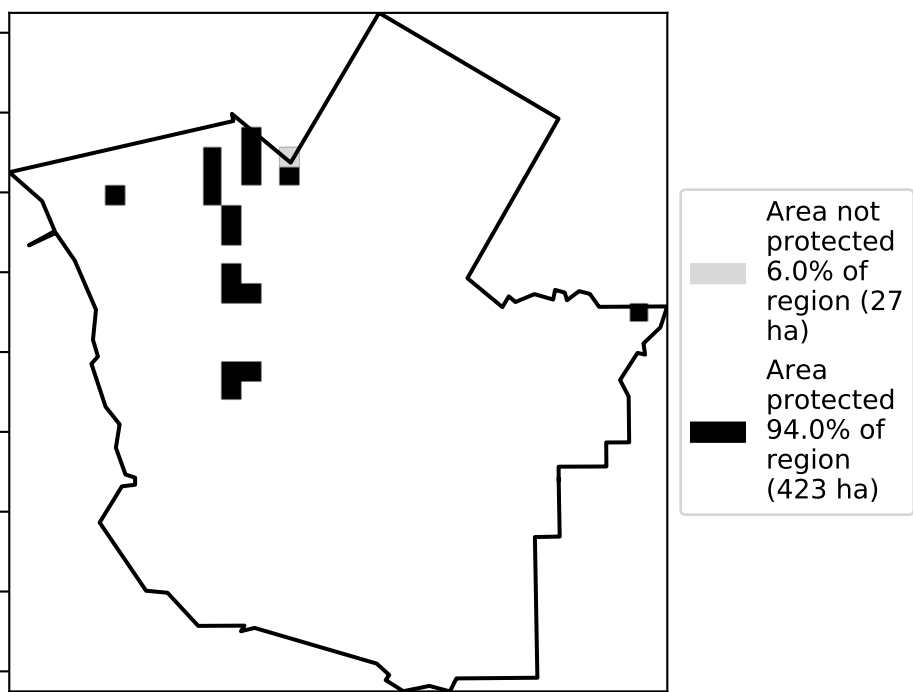 Area not
protected
6.0% of
region (27
ha)
Area
protected
94.0% of
region
(423 ha)